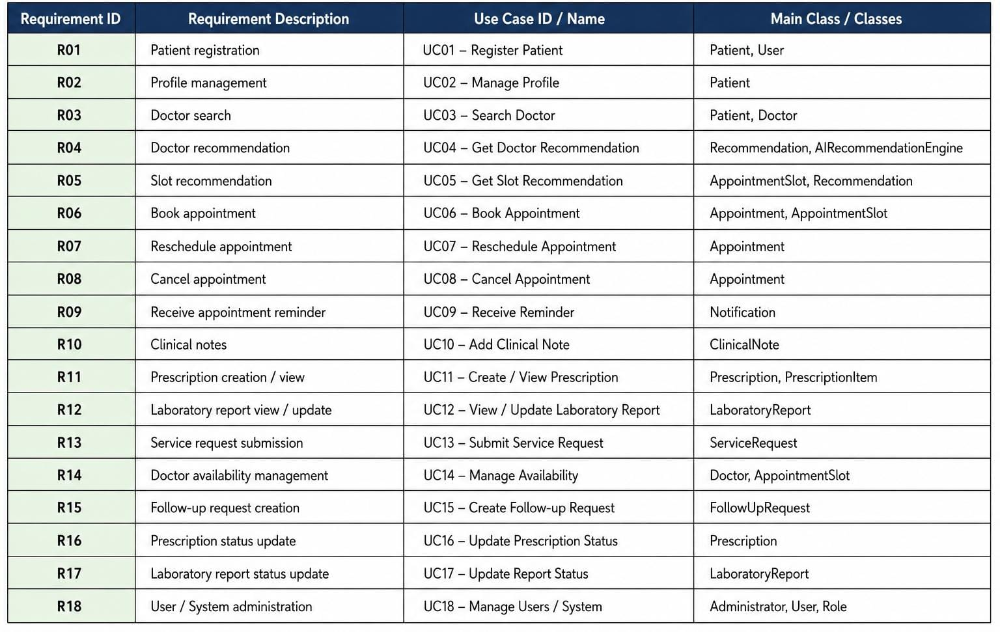 Requirement ID Requirement Description Use Case ID / Name Main Class / Classes
R01 Patient registration UC01 – Register Patient Patient, User
R02 Profile management UC02 – Manage Profile Patient
R03 Doctor search UC03 – Search Doctor Patient, Doctor
R04 Doctor recommendation UC04 – Get Doctor Recommendation Recommendation, AIRecommendationEngine
R05 Slot recommendation UC05 – Get Slot Recommendation AppointmentSlot, Recommendation
R06 Book appointment UC06 – Book Appointment Appointment, AppointmentSlot
R07 Reschedule appointment UC07 – Reschedule Appointment Appointment
R08 Cancel appointment UC08 – Cancel Appointment Appointment
R09 Receive appointment reminder UC09 – Receive Reminder Notification
R10 Clinical notes UC10 – Add Clinical Note ClinicalNote
R11 Prescription creation / view UC11 – Create / View Prescription Prescription, PrescriptionItem
R12 Laboratory report view / update UC12 – View / Update Laboratory Report LaboratoryReport
R13 Service request submission UC13 – Submit Service Request ServiceRequest
R14 Doctor availability management UC14 – Manage Availability Doctor, AppointmentSlot
R15 Follow-up request creation UC15 – Create Follow-up Request FollowUpRequest
R16 Prescription status update UC16 – Update Prescription Status Prescription
R17 Laboratory report status update UC17 – Update Report Status LaboratoryReport
R18 User / System administration UC18 – Manage Users / System Administrator, User, Role